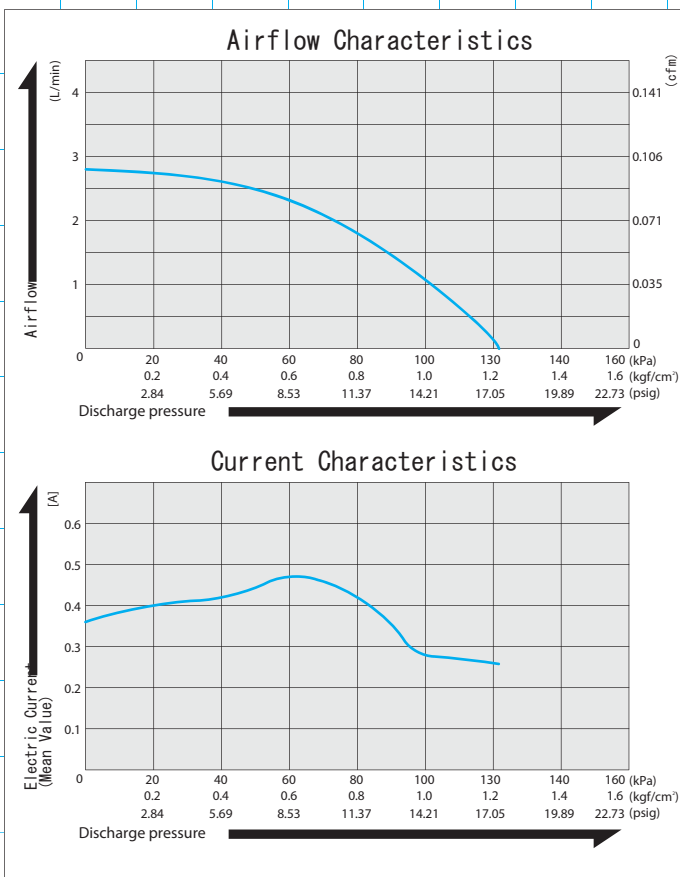 Airflow Characteristics
(L/min)
(cfm)
4
0.141
3
0.106
2
0.071
1
0.035
0
Airflow
0 20 40 60 80 100 130 140 160 (kPa)
0.2 0.4 0.6 0.8 1.0 1.2 1.4 1.6 (kgf/cm²)
2.84 5.69 8.53 11.37 14.21 17.05 19.89 22.73 (psig)
Discharge pressure
Current Characteristics
[A]
0.6
0.5
0.4
0.3
0.2
0.1
Electric Current
(Mean Value)
0 20 40 60 80 100 130 140 160 (kPa)
0.2 0.4 0.6 0.8 1.0 1.2 1.4 1.6 (kgf/cm²)
2.84 5.69 8.53 11.37 14.21 17.05 19.89 22.73 (psig)
Discharge pressure